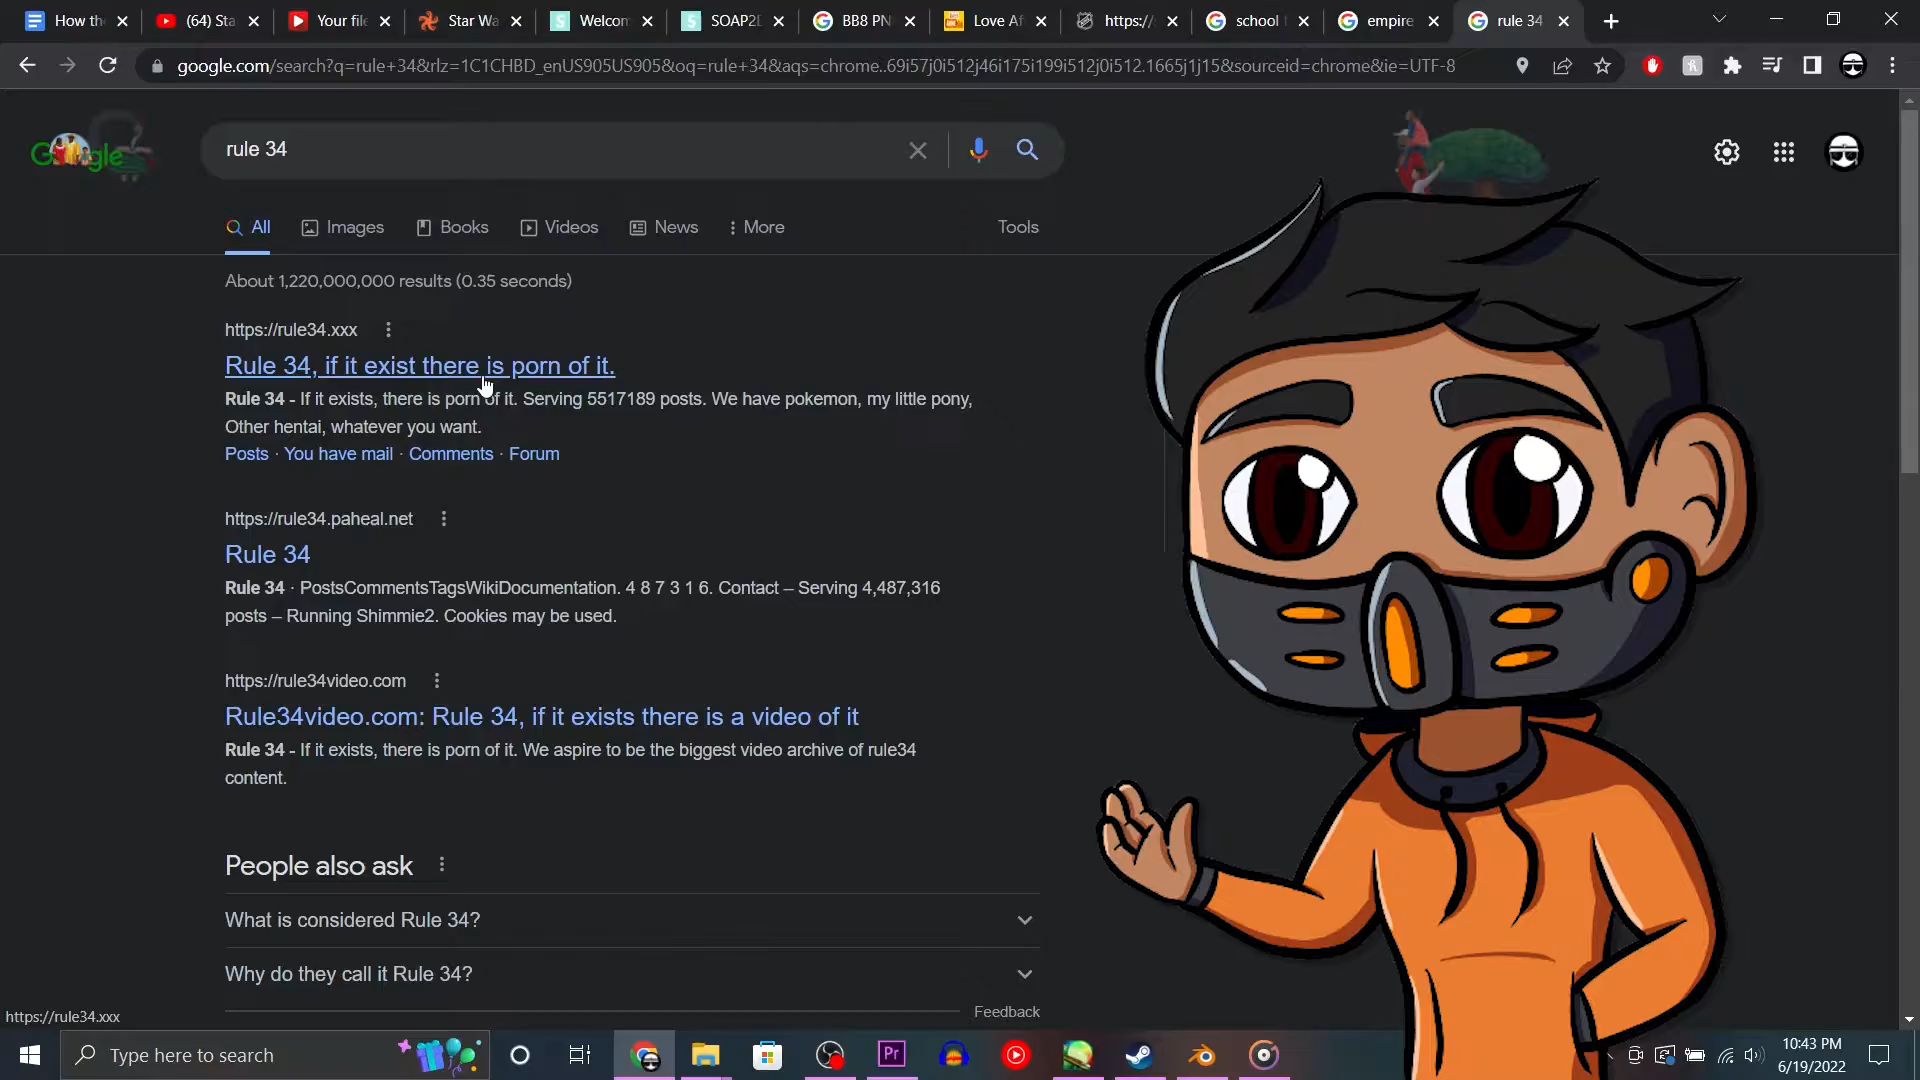 How the
(64) Sta
Your file
Star Wa
Welcom
SOAP2D
BB8 PN
Love Af
https://s
school
empire
rule 34
google.com/search?q=rule+34&rlz=1C1CHBD_enUS905US905&oq=rule+34&aqs=chrome..69i57j0i512j46i175i199i512j0i512.1665j1j15&sourceid=chrome&ie=UTF-8
Google
rule 34
All Images Books Videos News More Tools
About 1,220,000,000 results (0.35 seconds)
https://rule34.xxx
Rule 34, if it exist there is porn of it.
Rule 34 - If it exists, there is porn of it. Serving 5517189 posts. We have pokemon, my little pony,
Other hentai, whatever you want.
Posts · You have mail · Comments · Forum
https://rule34.paheal.net
Rule 34
Rule 34 · PostsCommentsTagsWikiDocumentation. 4 8 7 3 1 6. Contact – Serving 4,487,316
posts – Running Shimmie2. Cookies may be used.
https://rule34video.com
Rule34video.com: Rule 34, if it exists there is a video of it
Rule 34 - If it exists, there is porn of it. We aspire to be the biggest video archive of rule34
content.
People also ask
What is considered Rule 34?
Why do they call it Rule 34?
Feedback
https://rule34.xxx
Type here to search
Pr
10:43 PM
6/19/2022